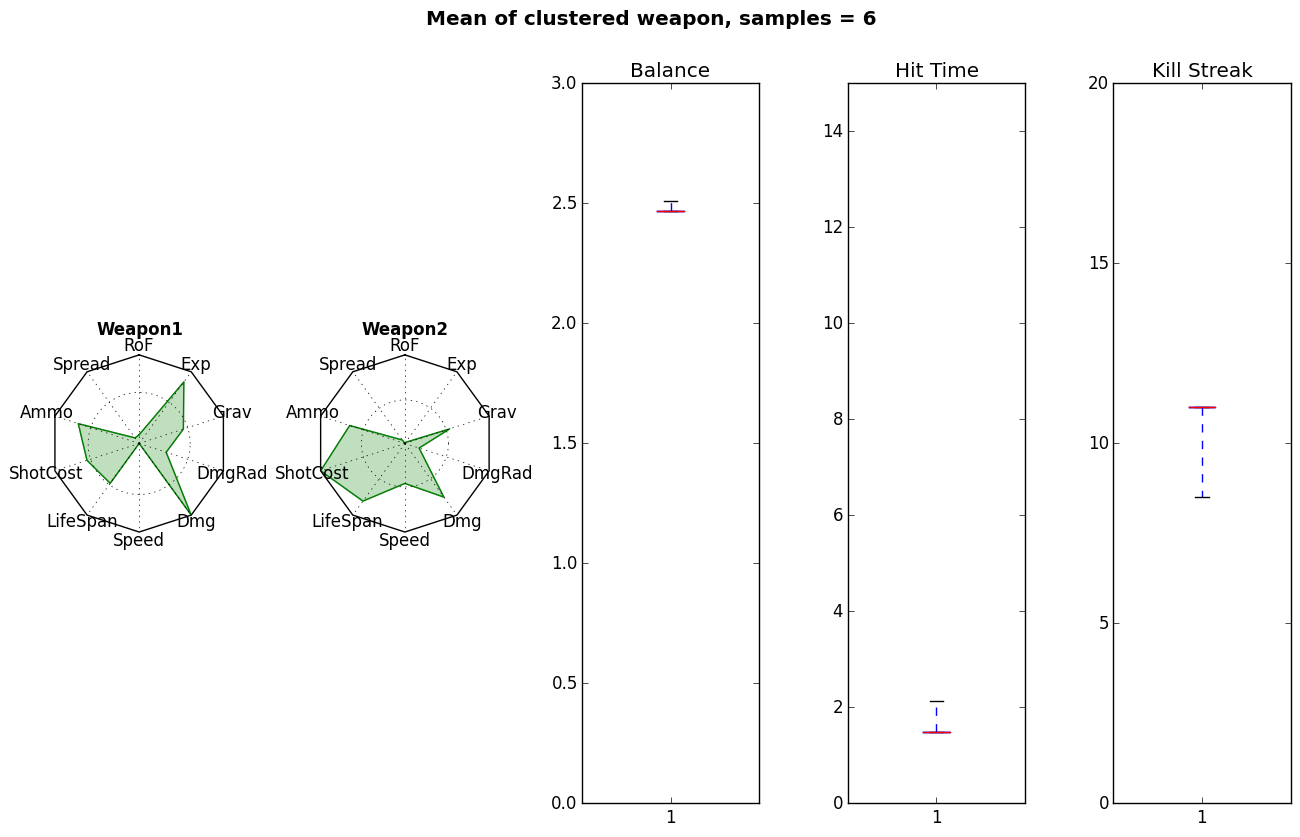 Mean of clustered weapon, samples = 6
Weapon1
RoF
Exp
Spread
Grav
Ammo
DmgRad
ShotCost
Dmg
LifeSpan
Speed
Weapon2
RoF
Exp
Spread
Grav
Ammo
DmgRad
ShotCost
Dmg
LifeSpan
Speed
Balance
3.0
2.5
2.0
1.5
1.0
0.5
0.0
1
Hit Time
14
12
10
8
6
4
2
0
1
Kill Streak
20
15
10
5
0
1